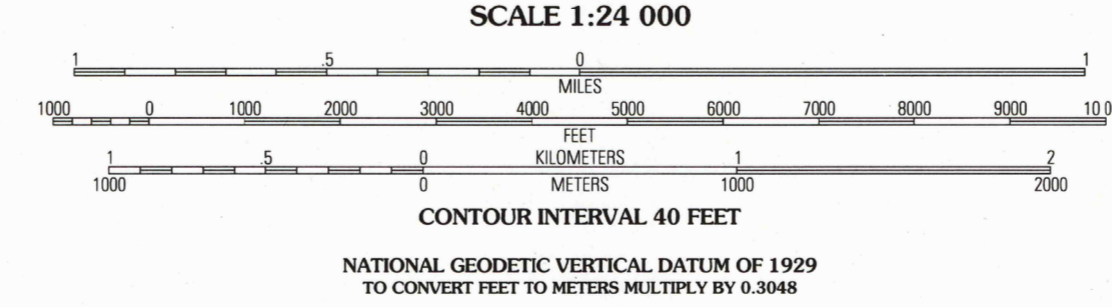 SCALE 1:24 000
1 .5 0 1
MILES
1000 0 1000 2000 3000 4000 5000 6000 7000 8000 9000 10 0
FEET
1 .5 0 KILOMETERS 1 2
1000 0 METERS 1000 2000
CONTOUR INTERVAL 40 FEET
NATIONAL GEODETIC VERTICAL DATUM OF 1929
TO CONVERT FEET TO METERS MULTIPLY BY 0.3048